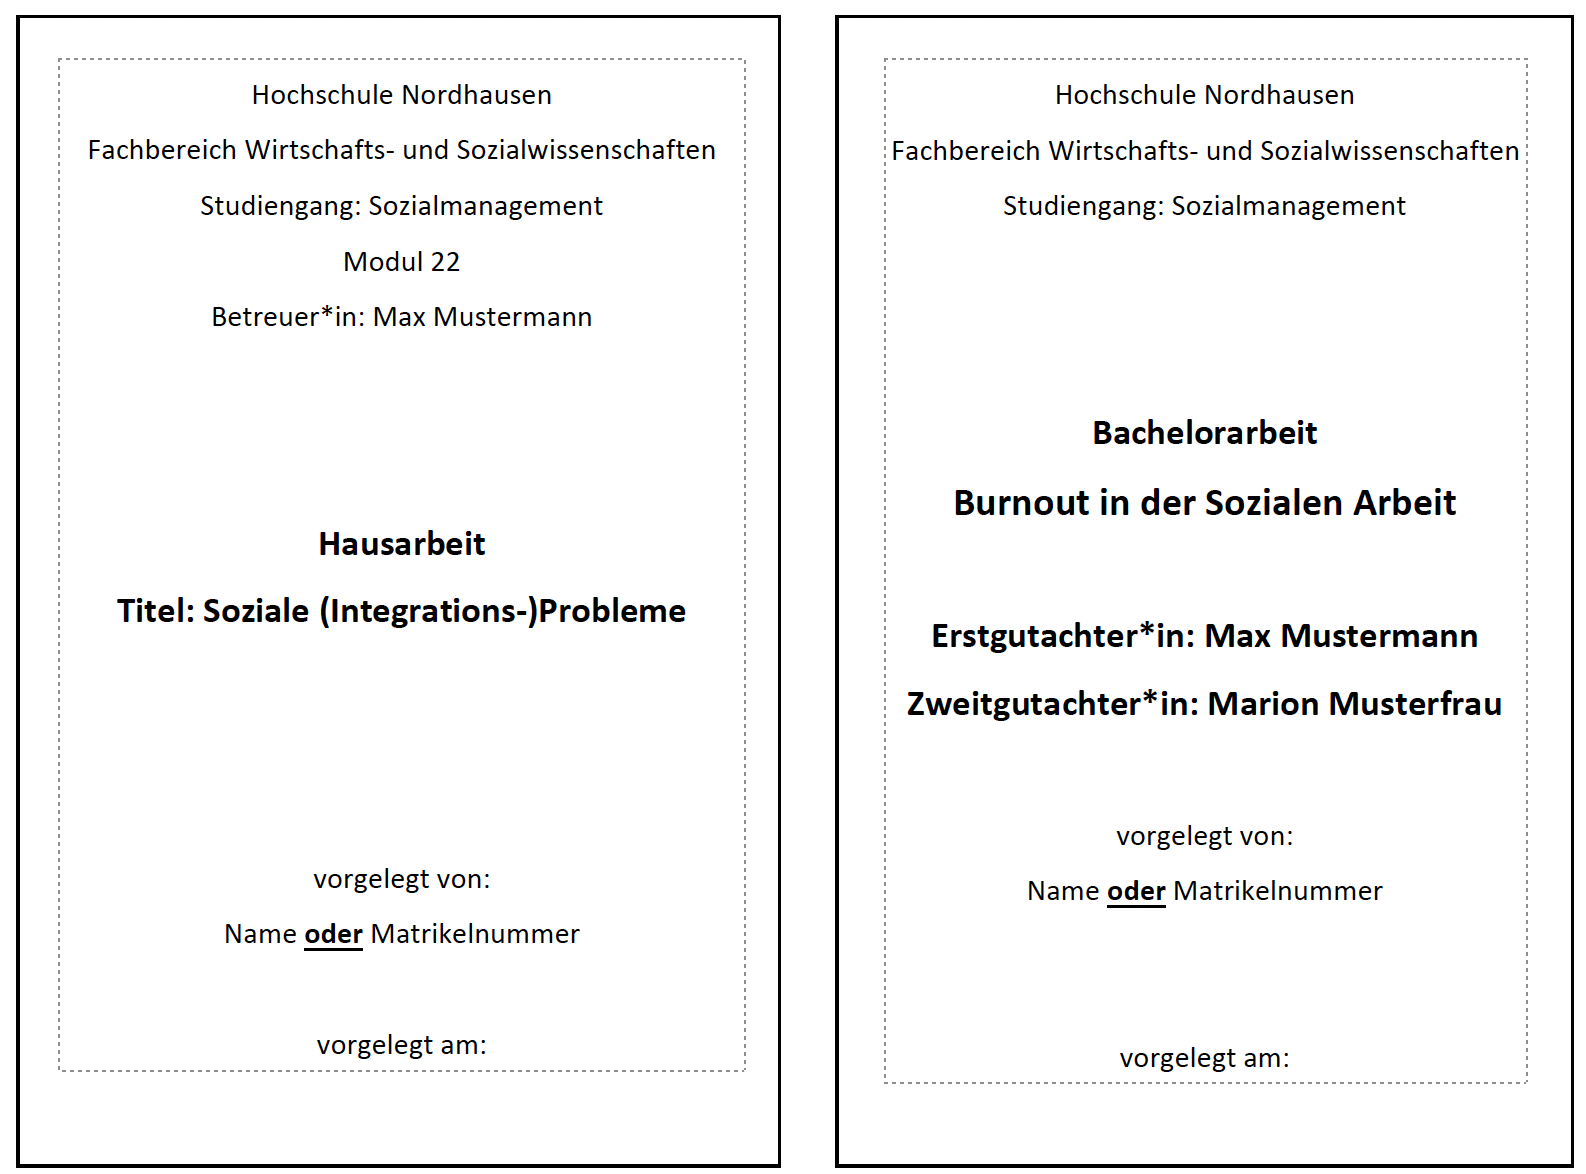 Hochschule Nordhausen
Fachbereich Wirtschafts- und Sozialwissenschaften
Studiengang: Sozialmanagement
Modul 22
Betreuer*in: Max Mustermann
Hausarbeit
Titel: Soziale (Integrations-)Probleme
vorgelegt von:
Name oder Matrikelnummer
vorgelegt am:
Hochschule Nordhausen
Fachbereich Wirtschafts- und Sozialwissenschaften
Studiengang: Sozialmanagement
Bachelorarbeit
Burnout in der Sozialen Arbeit
Erstgutachter*in: Max Mustermann
Zweitgutachter*in: Marion Musterfrau
vorgelegt von:
Name oder Matrikelnummer
vorgelegt am: